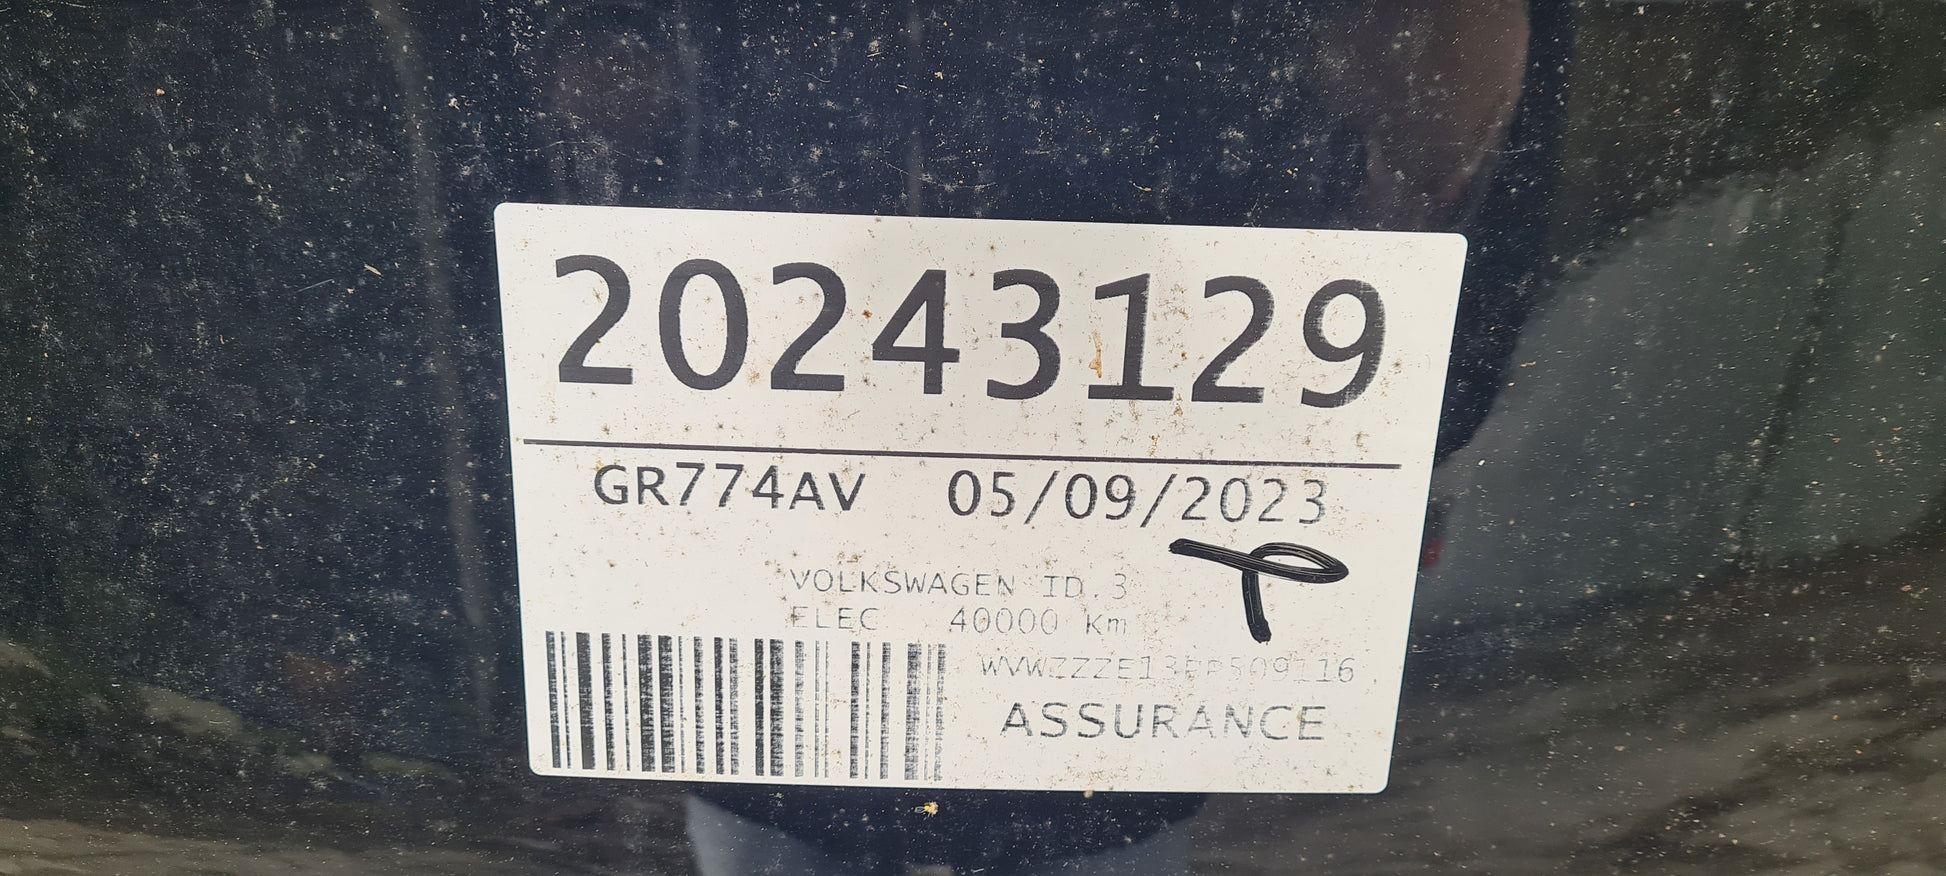 20243129
GR774AV 05/09/2023
VOLKSWAGEN ID.3
ELEC 40000 Km
WVWZZZE13PP509116
ASSURANCE